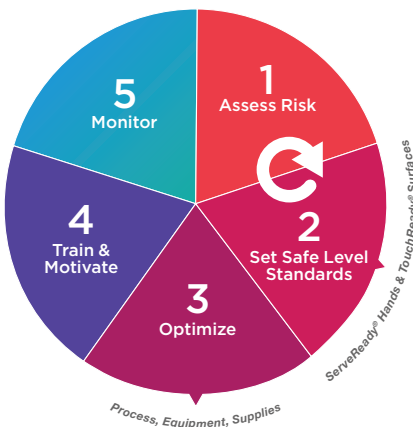 1
Assess Risk
2
Set Safe Level
Standards
ServeReady® Hands & TouchReady® Surfaces
3
Optimize
Process, Equipment, Supplies
4
Train &
Motivate
5
Monitor